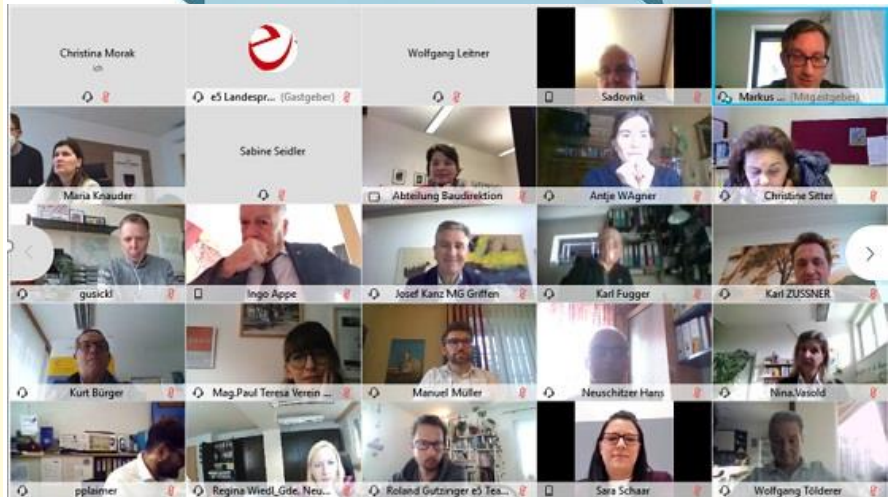 Christina Morak
Ich
e5 Landespr... (Gastgeber)
Wolfgang Leitner
Sadovnik
Markus ... (Mitgastgeber)
Maria Knauder
Sabine Seidler
Abteilung Baudirektion
Antje WAgner
Christine Sitter
gusickl
Ingo Appe
Josef Kanz MG Griffen
Karl Fugger
Karl ZUSSNER
Kurt Bürger
Mag.Paul Teresa Verein ...
Manuel Müller
Neuschitzer Hans
Nina.Vasold
pplaimer
Regina Wiedl_Gde. Neu...
Roland Gutzinger e5 Tea...
Sara Schaar
Wolfgang Tölderer